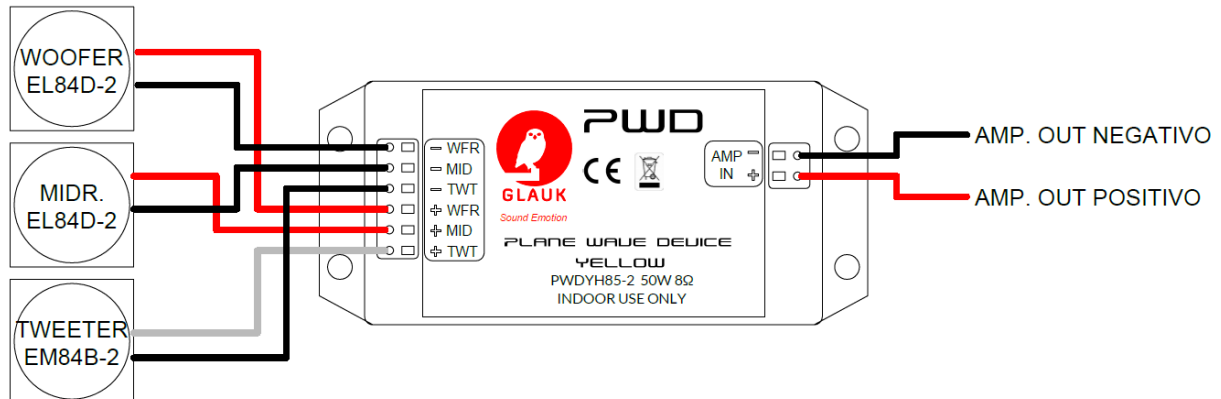 WOOFER
EL84D-2
MIDR.
EL84D-2
TWEETER
EM84B-2
- WFR
- MID
- TWT
+ WFR
+ MID
+ TWT
GLAUK
Sound Emotion
PWD
CE
PLANE WAVE DEVICE
YELLOW
PWDYH85-2 50W 8Ω
INDOOR USE ONLY
AMP -
IN +
AMP. OUT NEGATIVO
AMP. OUT POSITIVO